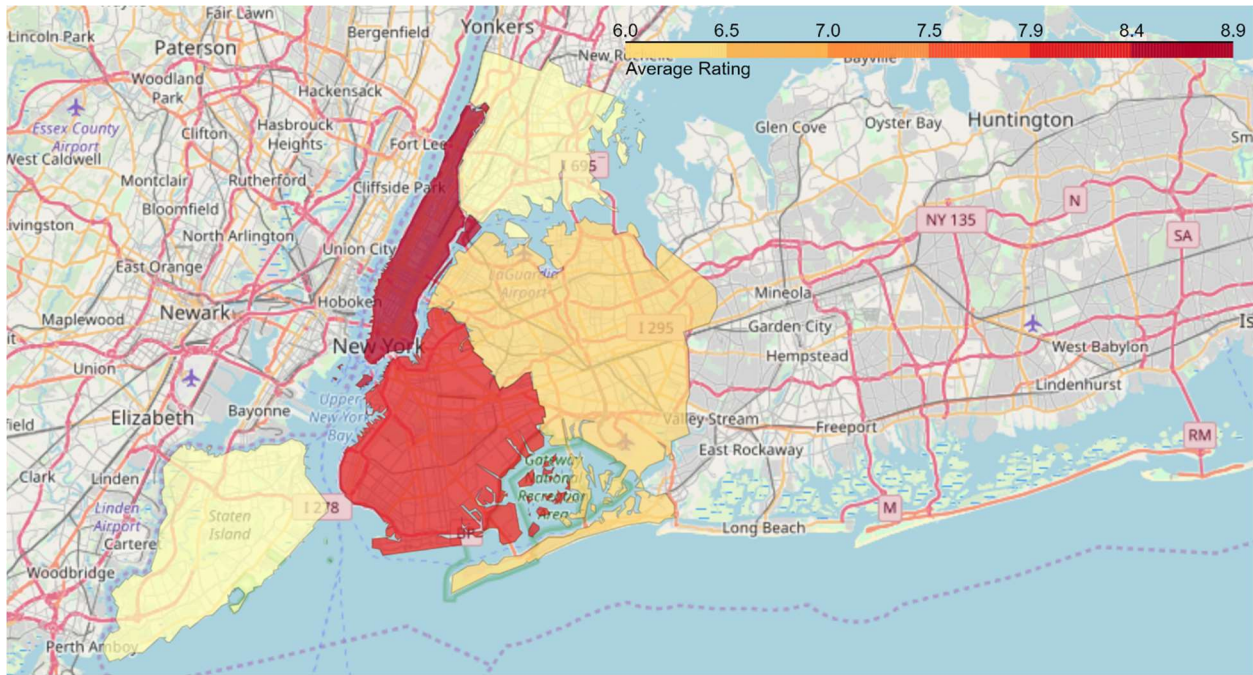 Lincoln Park
Fair Lawn
Bergenfield
Yonkers
6.0 6.5 7.0 7.5 7.9 8.4 8.9
Average Rating
Paterson
New Rochelle
Bayville
Woodland
Park
Hackensack
Huntington
Essex County
Airport
Clifton
Hasbrouck
Heights
Fort Lee
Glen Cove
Oyster Bay
Sm
West Caldwell
I 695
Montclair
Rutherford
Cliffside Park
N
Livingston
Bloomfield
North Arlington
Union City
NY 135
SA
East Orange
LaGuardia
Airport
Newark
Hoboken
Mineola
Maplewood
I 295
Garden City
Is
New York
Hempstead
West Babylon
Union
Lindenhurst
Elizabeth
Bayonne
Upper
New York
Bay
Valley Stream
Freeport
field
East Rockaway
RM
Gateway
National
Recreation
Area
Clark
Linden
Linden
Airport
I 278
Staten
Island
M
Carteret
BP
Long Beach
Woodbridge
Perth Amboy